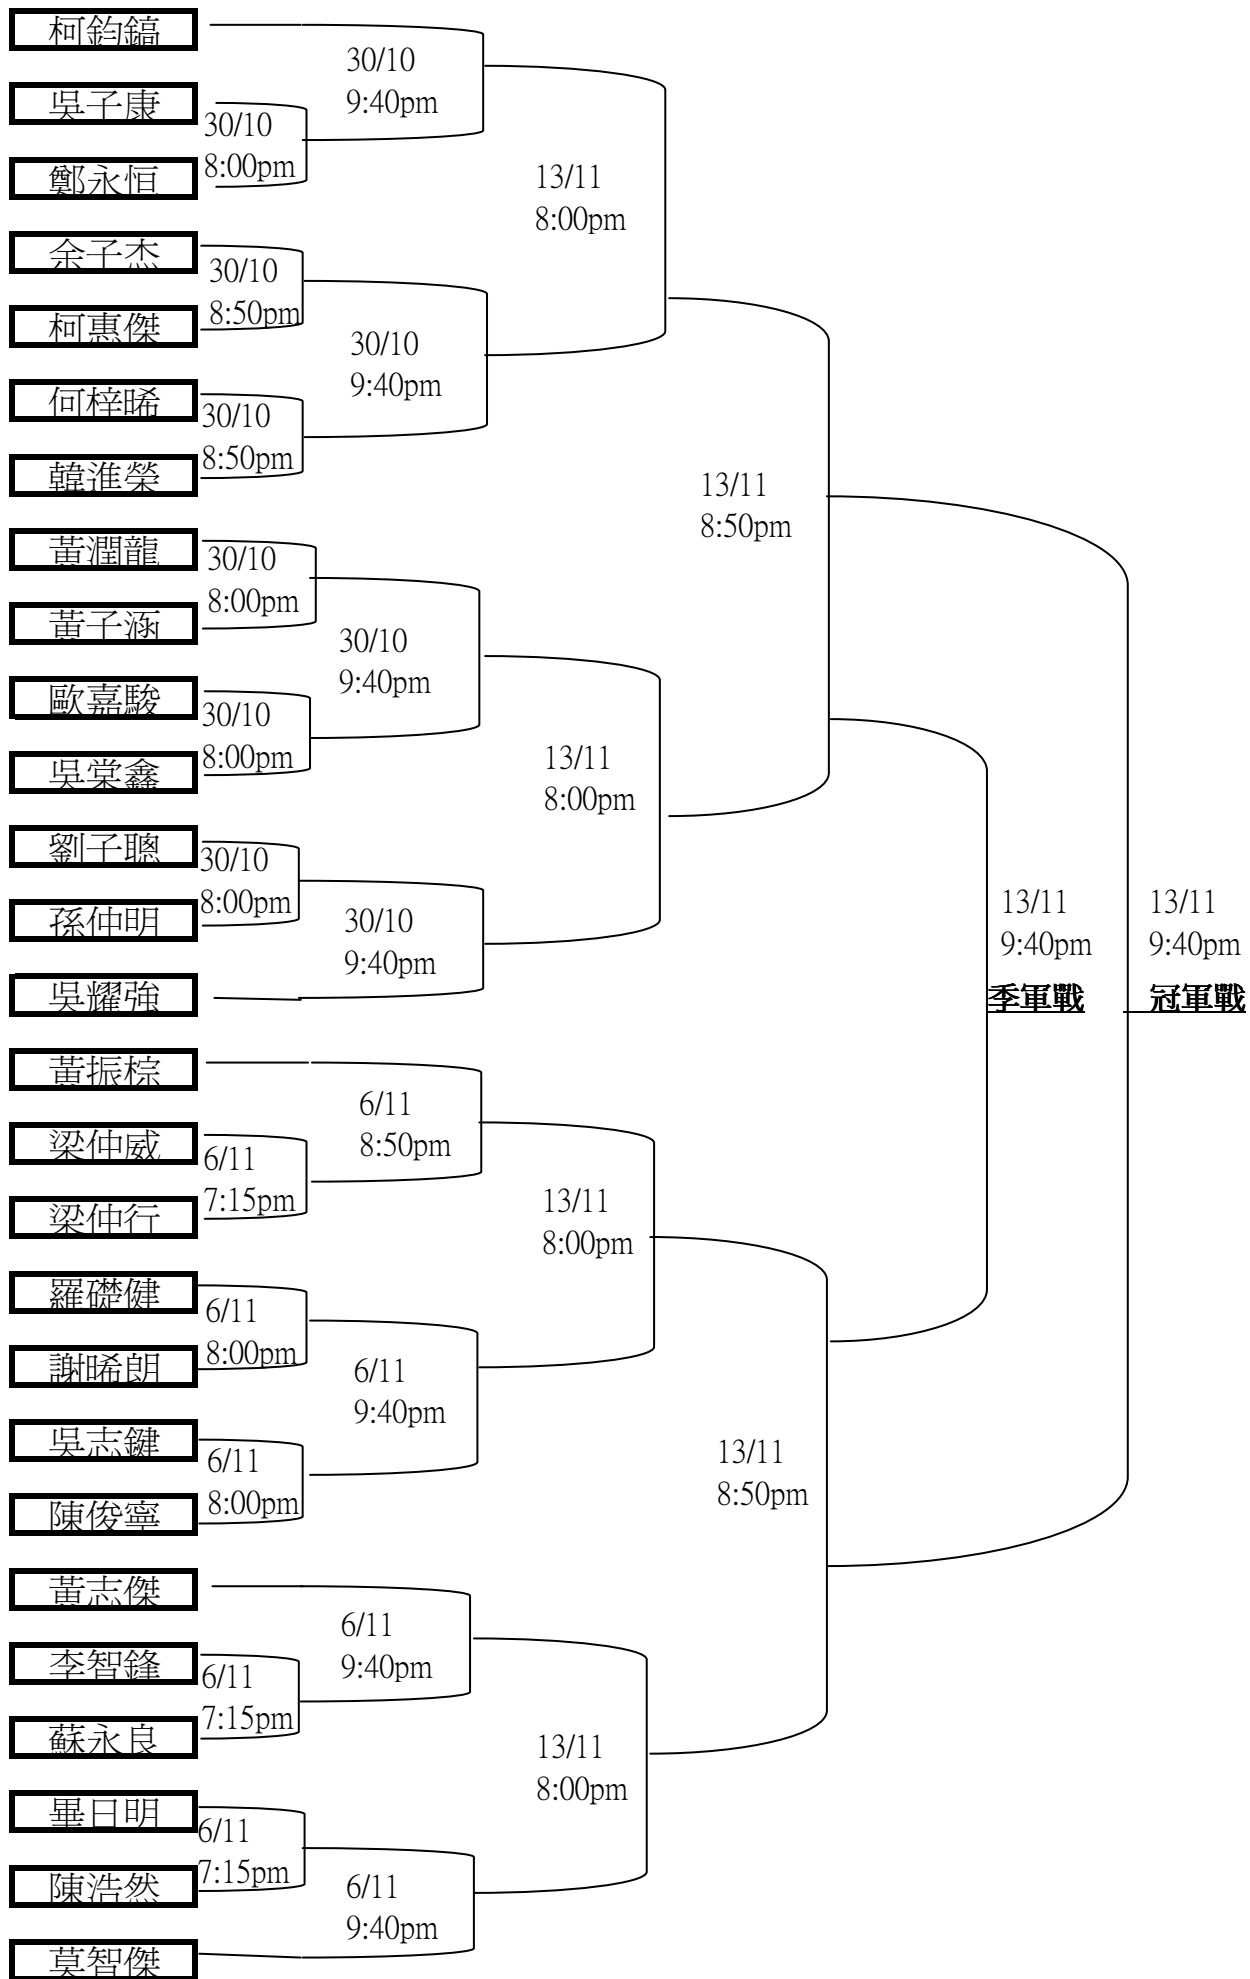 柯鈞鎬
30/10
9:40pm
吳子康
30/10
8:00pm
鄭永恒
13/11
8:00pm
余子杰
30/10
8:50pm
柯惠傑
30/10
9:40pm
何梓晞
30/10
8:50pm
韓進榮
13/11
8:50pm
黃潤龍
30/10
8:00pm
黃子涵
30/10
9:40pm
歐嘉駿
30/10
8:00pm
吳棠鑫
13/11
8:00pm
劉子聰
30/10
8:00pm
孫仲明
30/10
9:40pm
吳耀強
13/11
9:40pm
季軍戰
13/11
9:40pm
冠軍戰
黃振棕
6/11
8:50pm
梁仲威
6/11
7:15pm
梁仲行
13/11
8:00pm
羅礎健
6/11
8:00pm
謝晞朗
6/11
9:40pm
吳志鍵
6/11
8:00pm
陳俊寧
13/11
8:50pm
黃志傑
6/11
9:40pm
李智鋒
6/11
7:15pm
蘇永良
13/11
8:00pm
畢日明
6/11
7:15pm
陳浩然
6/11
9:40pm
莫智傑